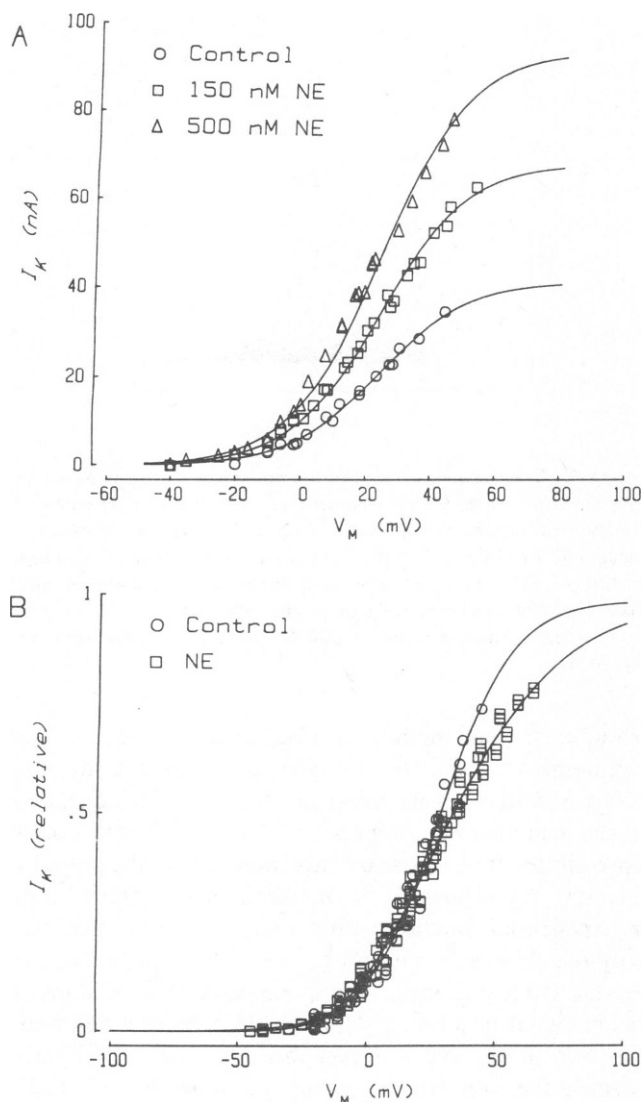 A
Control
150 nM NE
500 nM NE
100
80
60
40
20
0
I_K (nA)
-60 -40 -20 0 20 40 60 80 100
V_M (mV)
B
1
.5
0
Control
NE
I_K (relative)
-100 -50 0 50 100
V_M (mV)